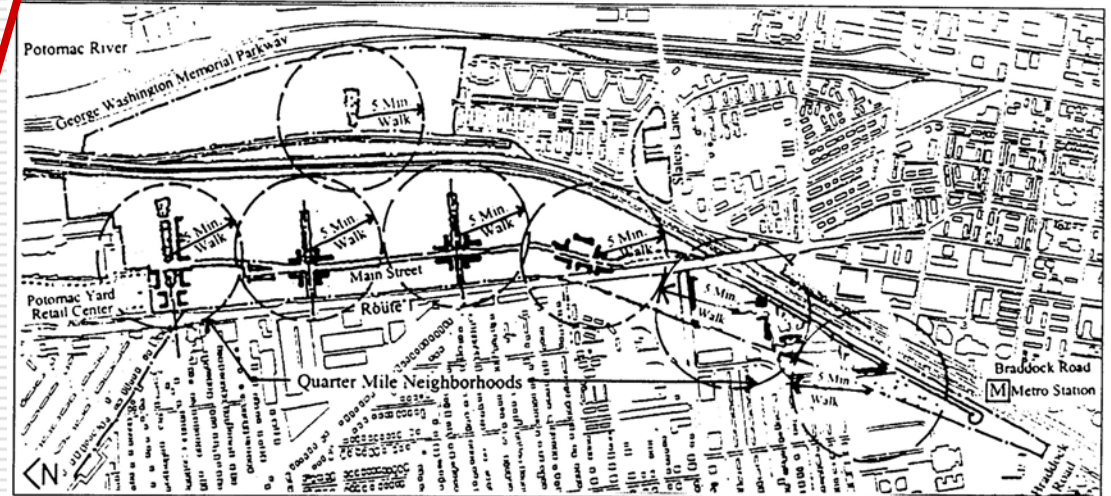 Potomac River
George Washington Memorial Parkway
5 Min
Walk
Slaters Lane
5 Min.
Walk
5 Min.
Walk
5 Min.
Walk
5 Min.
Walk
Main Street
Potomac Yard
Retail Center
Route 1
5 Min.
Walk
Quarter Mile Neighborhoods
5 Min
Walk
Braddock Road
M Metro Station
N
Braddock
Road